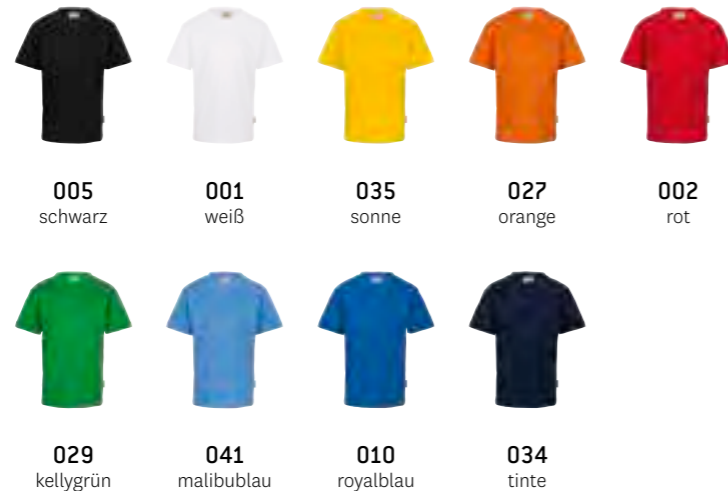 005 001 035 027 002
schwarz weiß sonne orange rot
029 041 010 034
kellygrün malibublau royalblau tinte